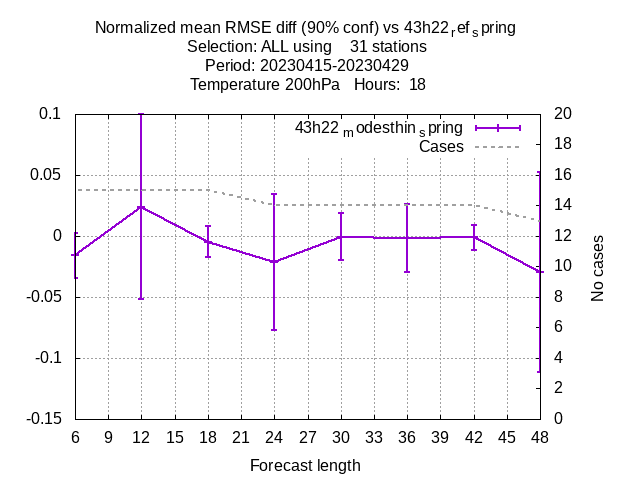 Normalized mean RMSE diff (90% conf) vs 43h22refspring
Selection: ALL using 31 stations
Period: 20230415-20230429
Temperature 200hPa Hours: 18
43h22modesthinspring
Cases
0.1
0.05
0
-0.05
-0.1
-0.15
20
18
16
14
12
10
8
6
4
2
0
No cases
6 9 12 15 18 21 24 27 30 33 36 39 42 45 48
Forecast length